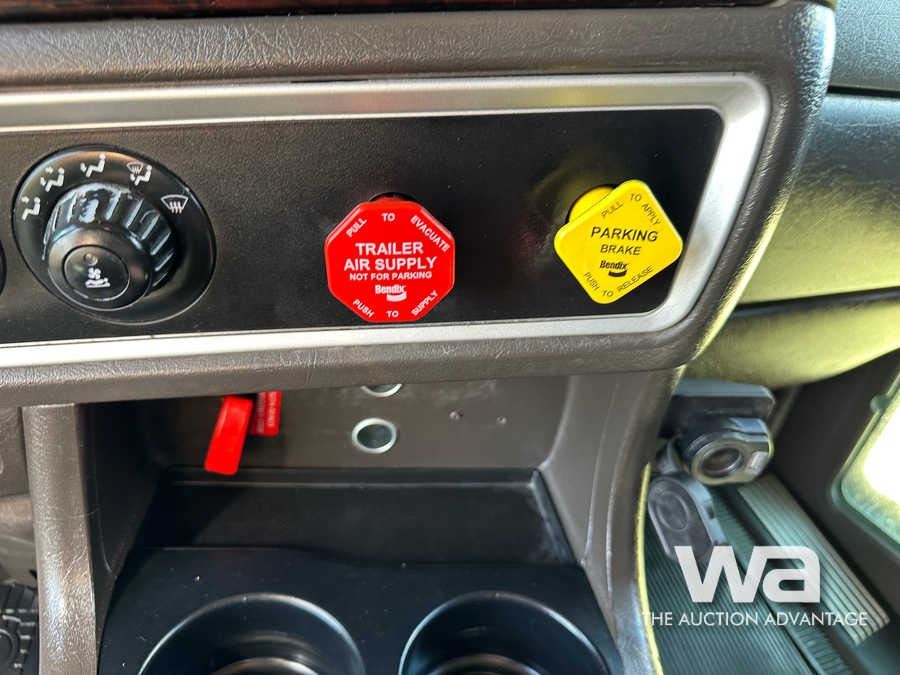 PULL TO EVACUATE
TRAILER
AIR SUPPLY
NOT FOR PARKING
Bendix
PUSH TO SUPPLY
PULL TO APPLY
PARKING
BRAKE
Bendix
PUSH TO RELEASE
wa
THE AUCTION ADVANTAGE